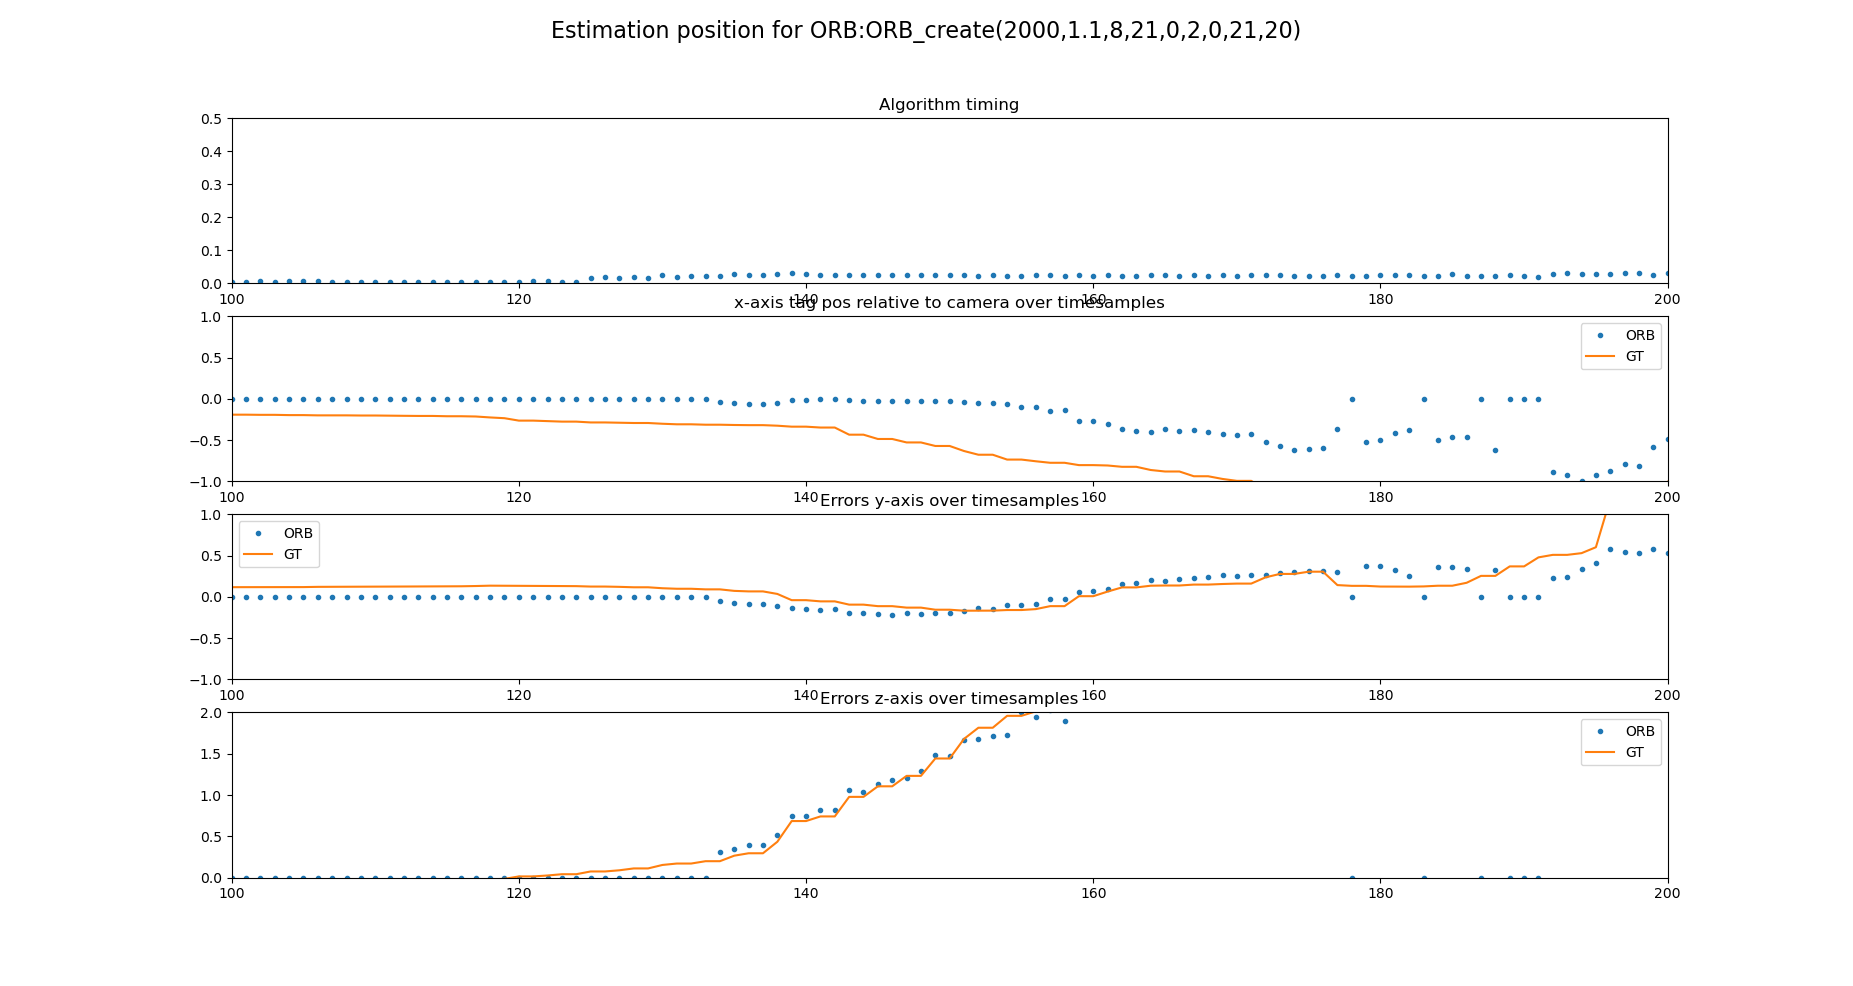 Estimation position for ORB:ORB_create(2000,1.1,8,21,0,2,0,21,20)
Algorithm timing
0.5
0.4
0.3
0.2
0.1
0.0
100 120 140 160 180 200
x-axis tag pos relative to camera over timesamples
1.0
0.5
0.0
−0.5
−1.0
ORB
GT
100 120 140 160 180 200
Errors y-axis over timesamples
1.0
0.5
0.0
−0.5
−1.0
ORB
GT
100 120 140 160 180 200
Errors z-axis over timesamples
2.0
1.5
1.0
0.5
0.0
ORB
GT
100 120 140 160 180 200